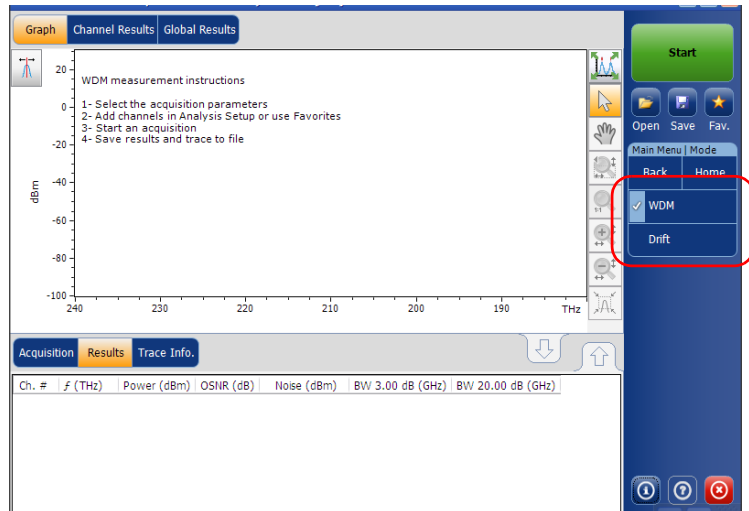 Graph Channel Results Global Results
Start
20
WDM measurement instructions
0
1- Select the acquisition parameters
2- Add channels in Analysis Setup or use Favorites
3- Start an acquisition
4- Save results and trace to file
-20
-40
-60
-80
-100
dBm
240 230 220 210 200 190 THz
1:1
Open Save Fav.
Main Menu | Mode
Back Home
WDM
Drift
Acquisition Results Trace Info.
Ch. # f (THz) Power (dBm) OSNR (dB) Noise (dBm) BW 3.00 dB (GHz) BW 20.00 dB (GHz)